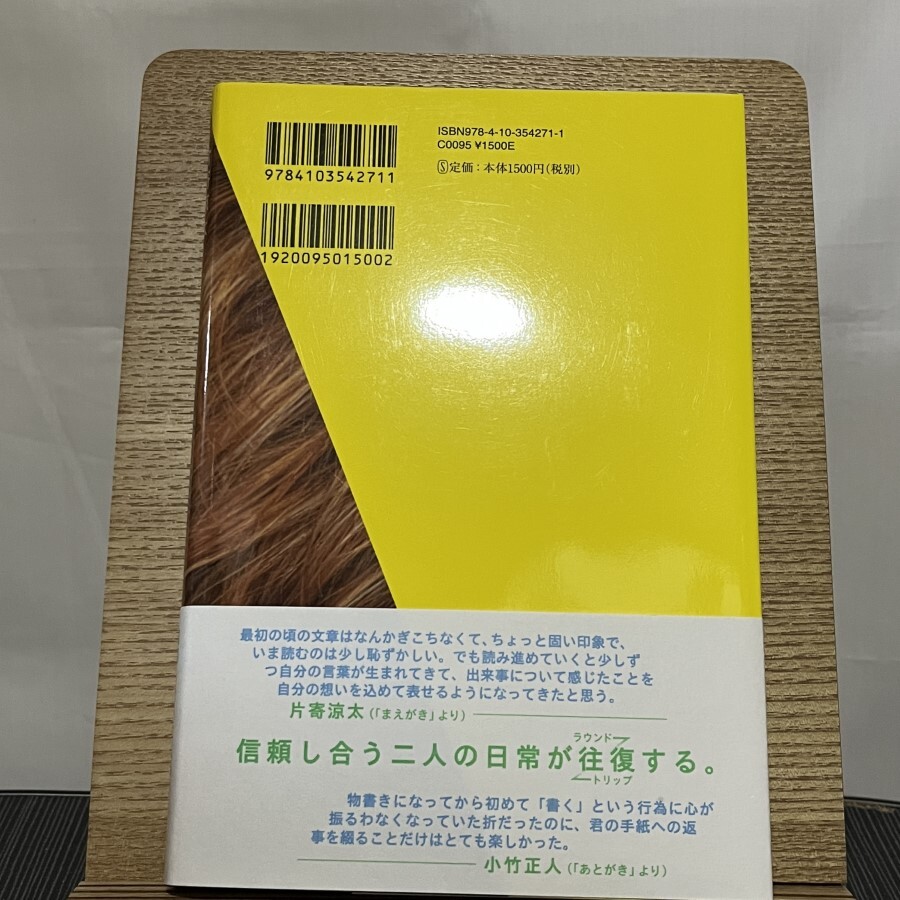 9784103542711
ISBN978-4-10-354271-1
C0095 ¥1500E
Ⓢ定価：本体1500円(税別)
1920095015002
最初の頃の文章はなんかぎこちなくて、ちょっと固い印象で、
いま読むのは少し恥ずかしい。でも読み進めていくと少しず
つ自分の言葉が生まれてきて、出来事について感じたことを
自分の想いを込めて表せるようになってきたと思う。
片寄涼太(「まえがき」より)
ラウンド
信頼し合う二人の日常が往復する。
トリップ
物書きになってから初めて「書く」という行為に心が
振るわなくなっていた折だったのに、君の手紙への返
事を綴ることだけはとても楽しかった。
小竹正人(「あとがき」より)